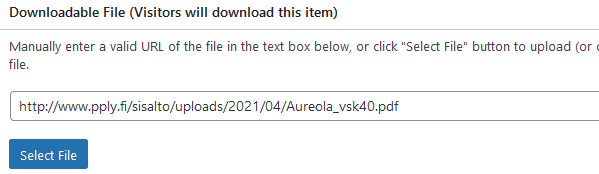 Downloadable File (Visitors will download this item)
Manually enter a valid URL of the file in the text box below, or click "Select File" button to upload (or
file.
http://www.pply.fi/sisalto/uploads/2021/04/Aureola_vsk40.pdf
Select File